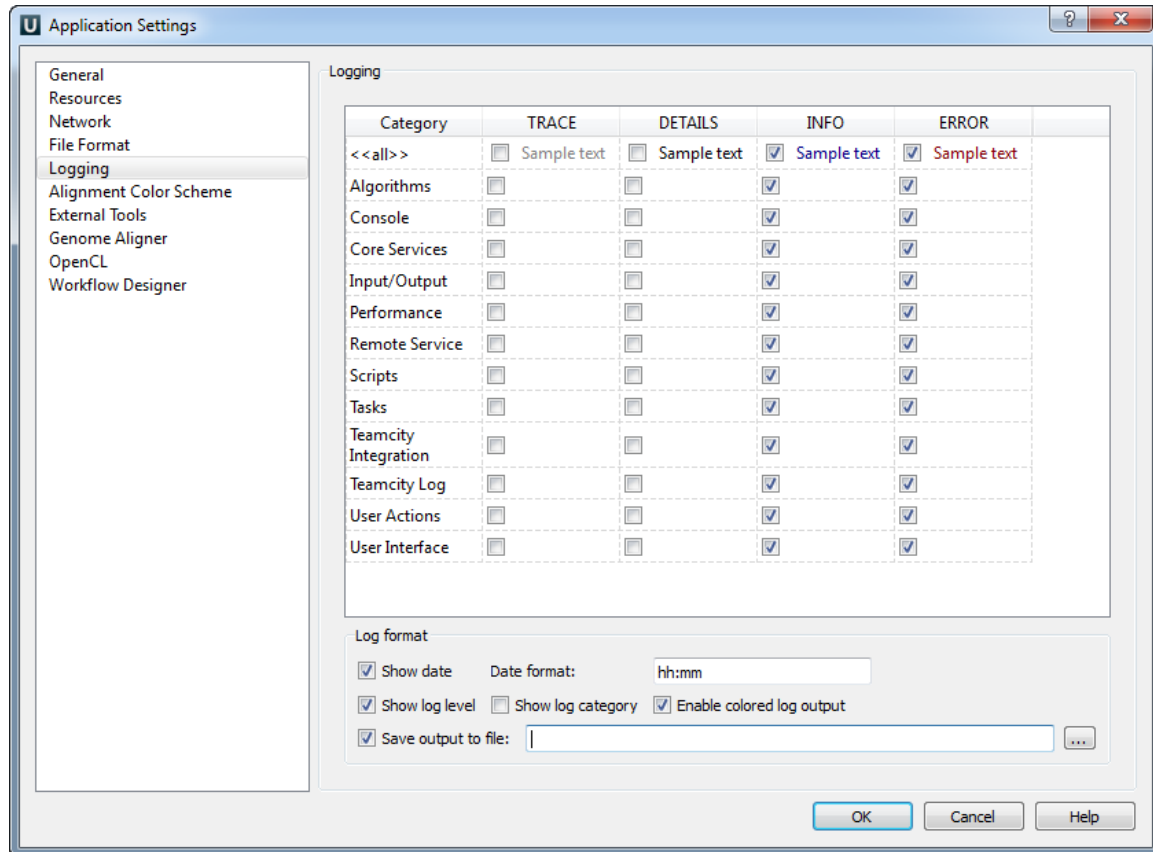 U Application Settings
General
Resources
Network
File Format
Logging
Alignment Color Scheme
External Tools
Genome Aligner
OpenCL
Workflow Designer
Logging
Category TRACE DETAILS INFO ERROR
<<all>> Sample text Sample text Sample text Sample text
Algorithms
Console
Core Services
Input/Output
Performance
Remote Service
Scripts
Tasks
Teamcity
Integration
Teamcity Log
User Actions
User Interface
Log format
Show date Date format: hh:mm
Show log level Show log category Enable colored log output
Save output to file: ...
OK Cancel Help